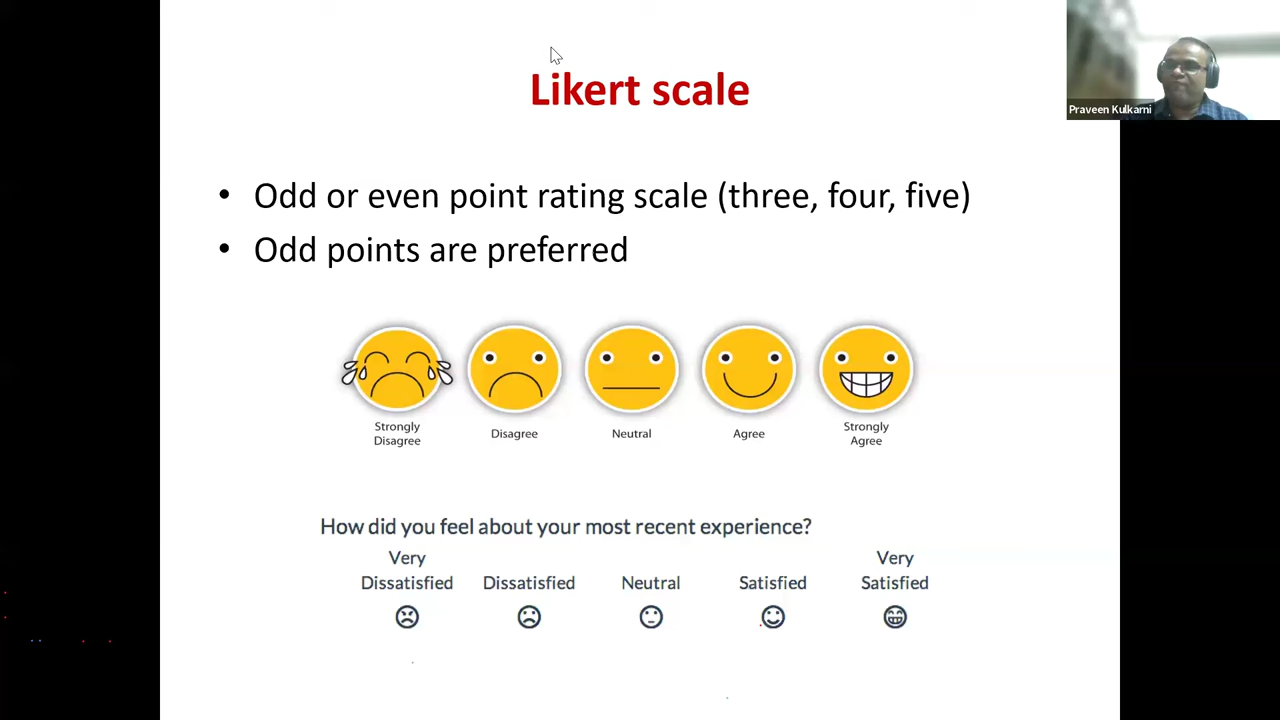 Likert scale
Praveen Kulkarni
• Odd or even point rating scale (three, four, five)
• Odd points are preferred
Strongly Disagree
Disagree
Neutral
Agree
Strongly Agree
How did you feel about your most recent experience?
Very Dissatisfied
Dissatisfied
Neutral
Satisfied
Very Satisfied